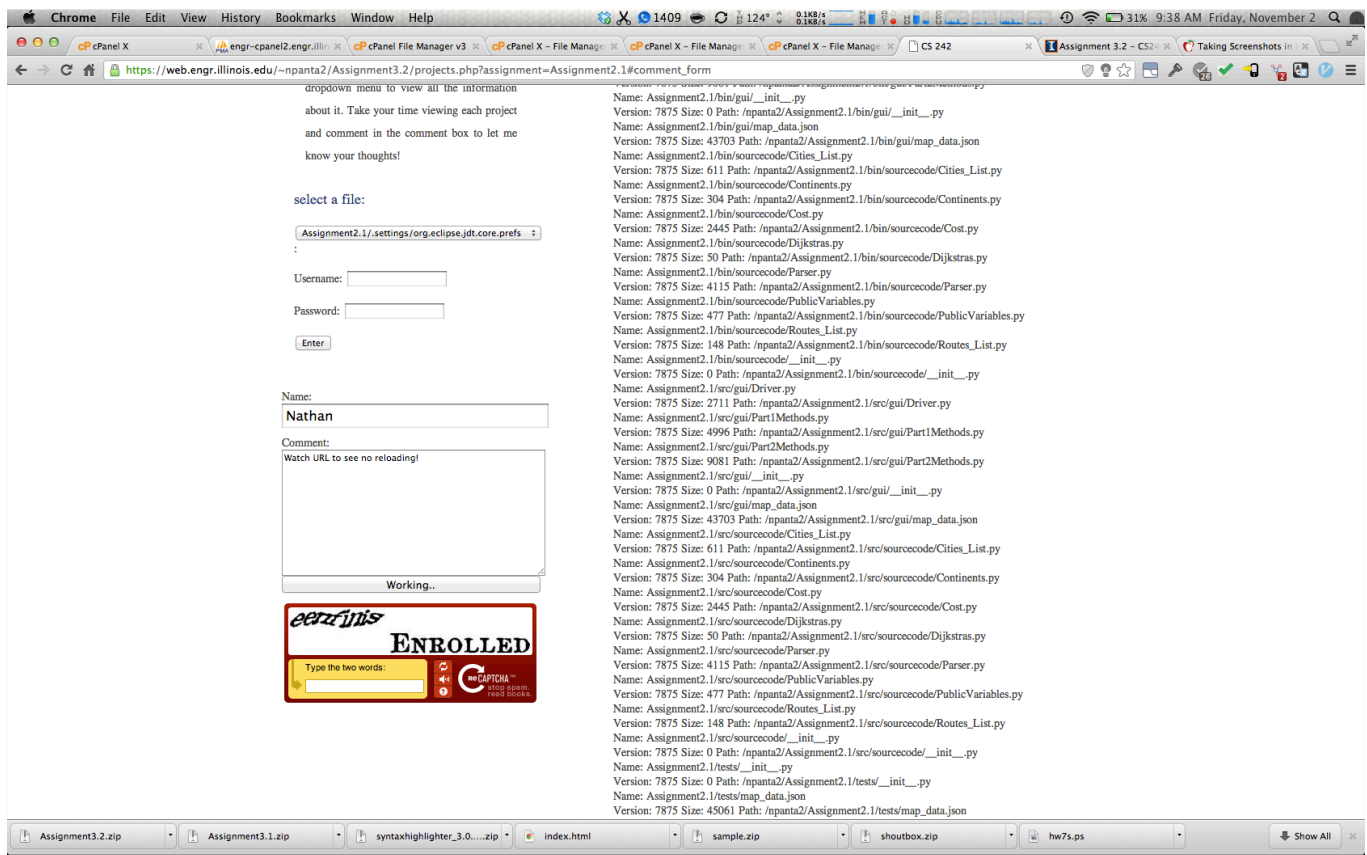 Chrome File Edit View History Bookmarks Window Help 1409 124° 0.1KB/s 0.1KB/s 31% 9:38 AM Friday, November 2
cP cPanel X engr-cpanel2.engr.illin cP cPanel File Manager v3 cP cPanel X – File Manage cP cPanel X – File Manage cP cPanel X – File Manage CS 242 Assignment 3.2 – CS24 Taking Screenshots in
https://web.engr.illinois.edu/~npanta2/Assignment3.2/projects.php?assignment=Assignment2.1#comment_form
dropdown menu to view all the information
about it. Take your time viewing each project
and comment in the comment box to let me
know your thoughts!
select a file:
Assignment2.1/.settings/org.eclipse.jdt.core.prefs
:
Username:
Password:
Enter
Name:
Nathan
Comment:
Watch URL to see no reloading!
Working..
ENROLLED
Type the two words:
reCAPTCHA™
stop spam.
read books.
Name: Assignment2.1/bin/gui/__init__.py
Version: 7875 Size: 0 Path: /npanta2/Assignment2.1/bin/gui/__init__.py
Name: Assignment2.1/bin/gui/map_data.json
Version: 7875 Size: 43703 Path: /npanta2/Assignment2.1/bin/gui/map_data.json
Name: Assignment2.1/bin/sourcecode/Cities_List.py
Version: 7875 Size: 611 Path: /npanta2/Assignment2.1/bin/sourcecode/Cities_List.py
Name: Assignment2.1/bin/sourcecode/Continents.py
Version: 7875 Size: 304 Path: /npanta2/Assignment2.1/bin/sourcecode/Continents.py
Name: Assignment2.1/bin/sourcecode/Cost.py
Version: 7875 Size: 2445 Path: /npanta2/Assignment2.1/bin/sourcecode/Cost.py
Name: Assignment2.1/bin/sourcecode/Dijkstras.py
Version: 7875 Size: 50 Path: /npanta2/Assignment2.1/bin/sourcecode/Dijkstras.py
Name: Assignment2.1/bin/sourcecode/Parser.py
Version: 7875 Size: 4115 Path: /npanta2/Assignment2.1/bin/sourcecode/Parser.py
Name: Assignment2.1/bin/sourcecode/PublicVariables.py
Version: 7875 Size: 477 Path: /npanta2/Assignment2.1/bin/sourcecode/PublicVariables.py
Name: Assignment2.1/bin/sourcecode/Routes_List.py
Version: 7875 Size: 148 Path: /npanta2/Assignment2.1/bin/sourcecode/Routes_List.py
Name: Assignment2.1/bin/sourcecode/__init__.py
Version: 7875 Size: 0 Path: /npanta2/Assignment2.1/bin/sourcecode/__init__.py
Name: Assignment2.1/src/gui/Driver.py
Version: 7875 Size: 2711 Path: /npanta2/Assignment2.1/src/gui/Driver.py
Name: Assignment2.1/src/gui/Part1Methods.py
Version: 7875 Size: 4996 Path: /npanta2/Assignment2.1/src/gui/Part1Methods.py
Name: Assignment2.1/src/gui/Part2Methods.py
Version: 7875 Size: 9081 Path: /npanta2/Assignment2.1/src/gui/Part2Methods.py
Name: Assignment2.1/src/gui/__init__.py
Version: 7875 Size: 0 Path: /npanta2/Assignment2.1/src/gui/__init__.py
Name: Assignment2.1/src/gui/map_data.json
Version: 7875 Size: 43703 Path: /npanta2/Assignment2.1/src/gui/map_data.json
Name: Assignment2.1/src/sourcecode/Cities_List.py
Version: 7875 Size: 611 Path: /npanta2/Assignment2.1/src/sourcecode/Cities_List.py
Name: Assignment2.1/src/sourcecode/Continents.py
Version: 7875 Size: 304 Path: /npanta2/Assignment2.1/src/sourcecode/Continents.py
Name: Assignment2.1/src/sourcecode/Cost.py
Version: 7875 Size: 2445 Path: /npanta2/Assignment2.1/src/sourcecode/Cost.py
Name: Assignment2.1/src/sourcecode/Dijkstras.py
Version: 7875 Size: 50 Path: /npanta2/Assignment2.1/src/sourcecode/Dijkstras.py
Name: Assignment2.1/src/sourcecode/Parser.py
Version: 7875 Size: 4115 Path: /npanta2/Assignment2.1/src/sourcecode/Parser.py
Name: Assignment2.1/src/sourcecode/PublicVariables.py
Version: 7875 Size: 477 Path: /npanta2/Assignment2.1/src/sourcecode/PublicVariables.py
Name: Assignment2.1/src/sourcecode/Routes_List.py
Version: 7875 Size: 148 Path: /npanta2/Assignment2.1/src/sourcecode/Routes_List.py
Name: Assignment2.1/src/sourcecode/__init__.py
Version: 7875 Size: 0 Path: /npanta2/Assignment2.1/src/sourcecode/__init__.py
Name: Assignment2.1/tests/__init__.py
Version: 7875 Size: 0 Path: /npanta2/Assignment2.1/tests/__init__.py
Name: Assignment2.1/tests/map_data.json
Version: 7875 Size: 45061 Path: /npanta2/Assignment2.1/tests/map_data.json
Assignment3.2.zip Assignment3.1.zip syntaxhighlighter_3.0.....zip index.html sample.zip shoutbox.zip hw7s.ps Show All